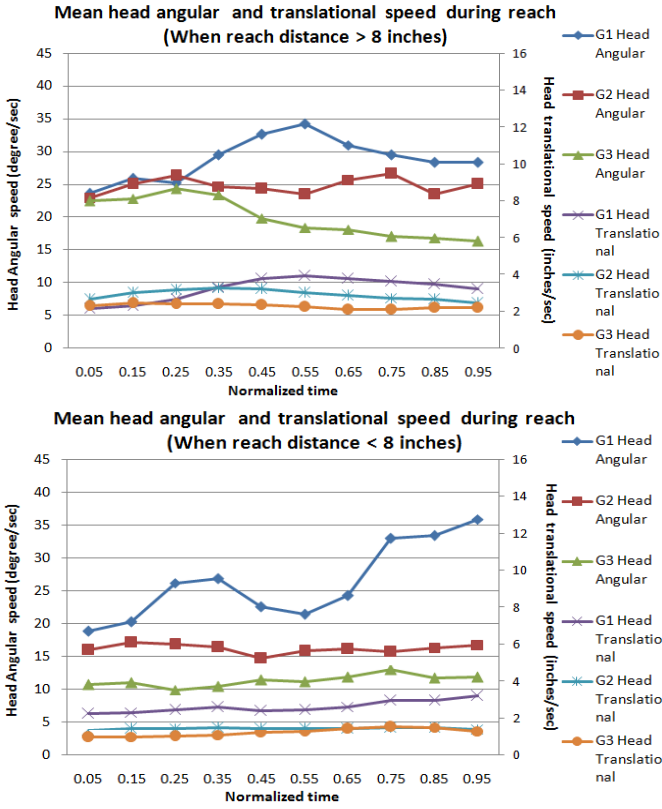 Mean head angular and translational speed during reach
(When reach distance > 8 inches)
Head Angular speed (degree/sec)
45
40
35
30
25
20
15
10
5
0
16
14
12
10
8
6
4
2
0
Head translational speed (inches/sec)
0.05 0.15 0.25 0.35 0.45 0.55 0.65 0.75 0.85 0.95
Normalized time
G1 Head
Angular
G2 Head
Angular
G3 Head
Angular
G1 Head
Translatio
nal
G2 Head
Translatio
nal
G3 Head
Translatio
nal
Mean head angular and translational speed during reach
(When reach distance < 8 inches)
Head Angular speed (degree/sec)
45
40
35
30
25
20
15
10
5
0
16
14
12
10
8
6
4
2
0
Head translational speed (inches/sec)
0.05 0.15 0.25 0.35 0.45 0.55 0.65 0.75 0.85 0.95
Normalized time
G1 Head
Angular
G2 Head
Angular
G3 Head
Angular
G1 Head
Translatio
nal
G2 Head
Translatio
nal
G3 Head
Translatio
nal